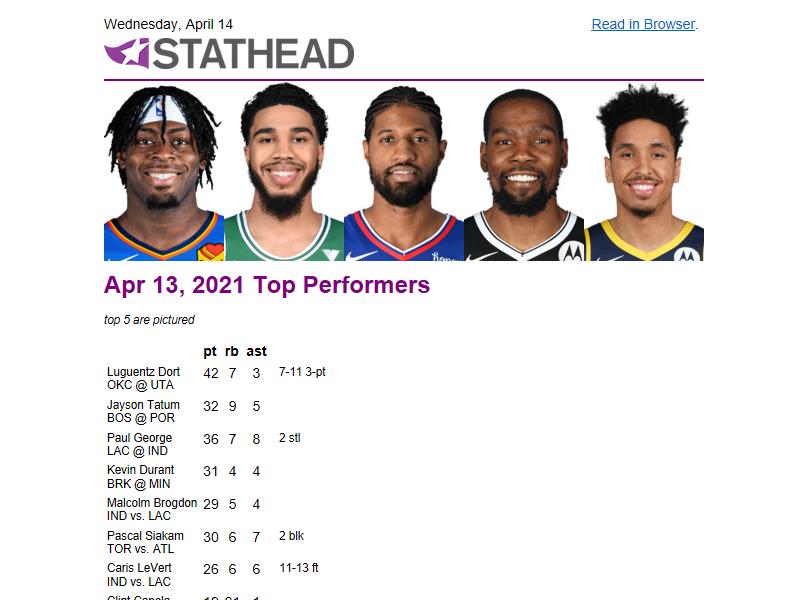 Wednesday, April 14
Read in Browser.
STATHEAD
Apr 13, 2021 Top Performers
top 5 are pictured
pt rb ast
Luguentz Dort 42 7 3 7-11 3-pt
OKC @ UTA
Jayson Tatum 32 9 5
BOS @ POR
Paul George 36 7 8 2 stl
LAC @ IND
Kevin Durant 31 4 4
BRK @ MIN
Malcolm Brogdon 29 5 4
IND vs. LAC
Pascal Siakam 30 6 7 2 blk
TOR vs. ATL
Caris LeVert 26 6 6 11-13 ft
IND vs. LAC